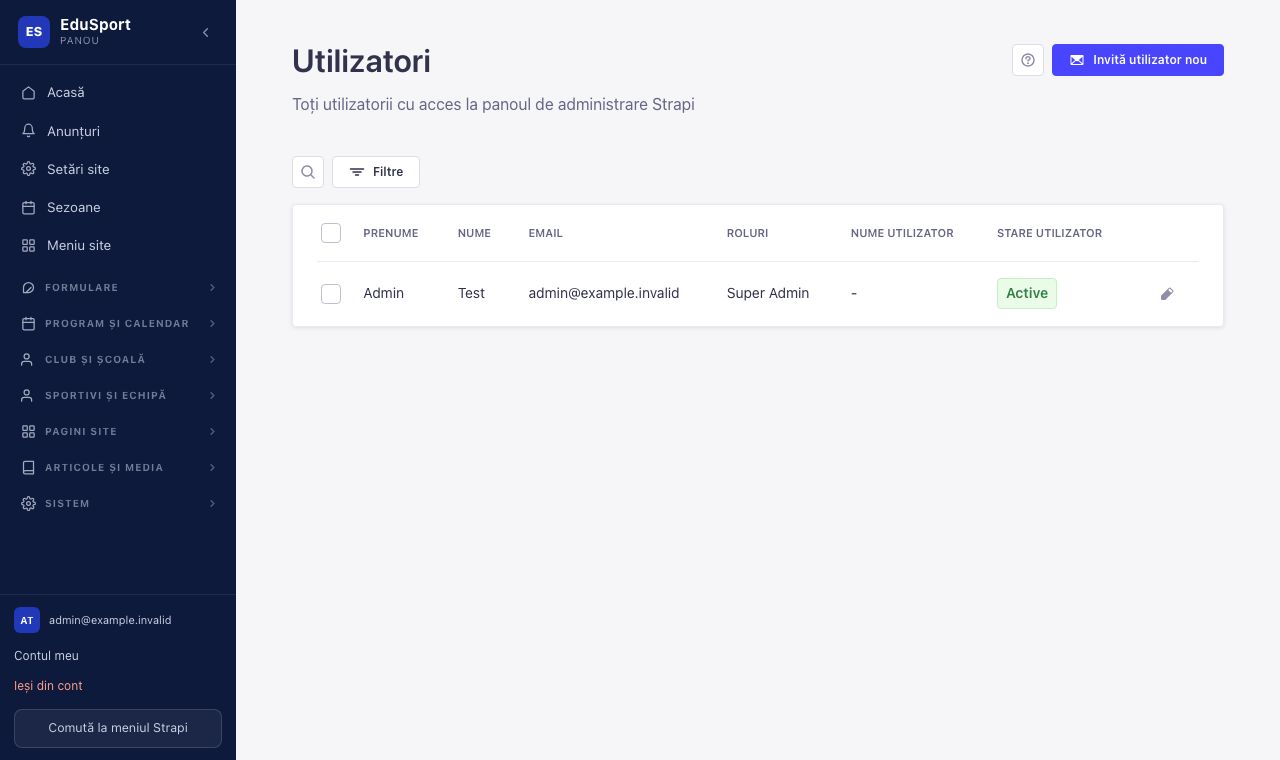 ES
EduSport
PANOU
Acasă
Anunțuri
Setări site
Sezoane
Meniu site
FORMULARE
PROGRAM ȘI CALENDAR
CLUB ȘI ȘCOALĂ
SPORTIVI ȘI ECHIPĂ
PAGINI SITE
ARTICOLE ȘI MEDIA
SISTEM
AT admin@example.invalid
Contul meu
Ieși din cont
Comută la meniul Strapi
Utilizatori
Invită utilizator nou
Toți utilizatorii cu acces la panoul de administrare Strapi
Filtre
PRENUME NUME EMAIL ROLURI NUME UTILIZATOR STARE UTILIZATOR
Admin Test admin@example.invalid Super Admin - Active